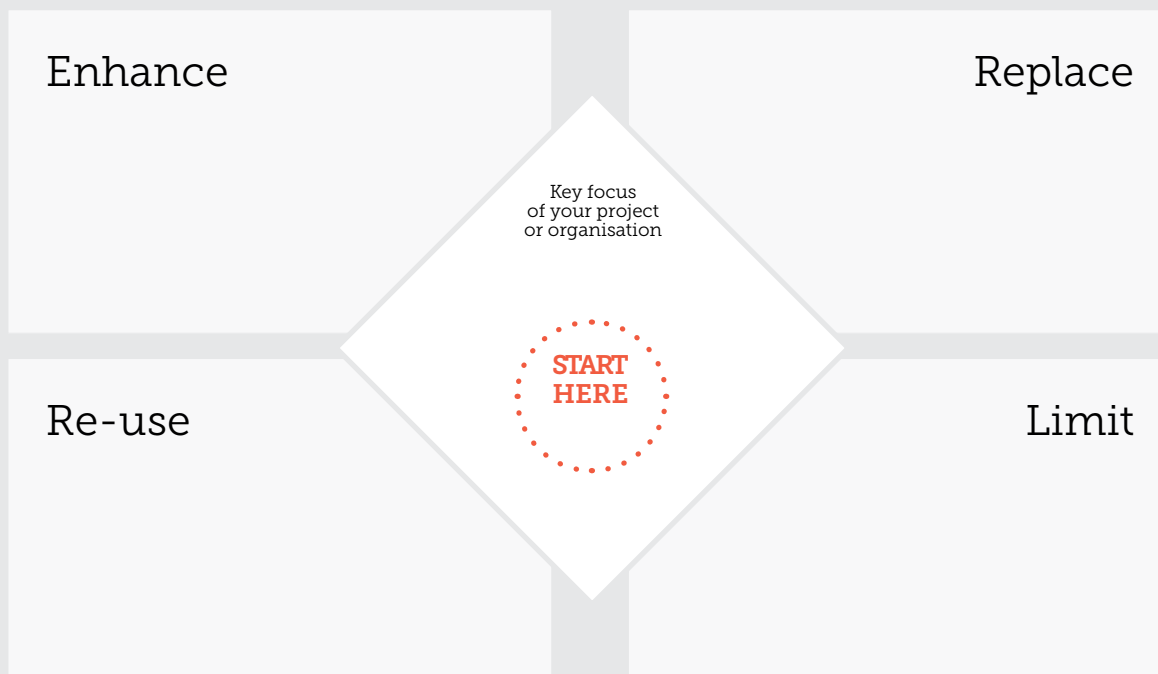 Enhance
Replace
Key focus
of your project
or organisation
START
HERE
Re-use
Limit